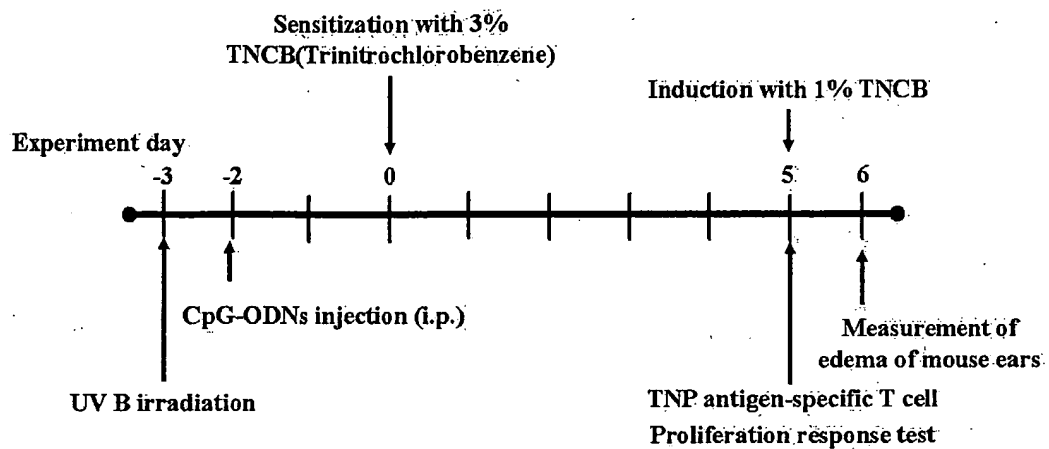 Sensitization with 3%
TNCB(Trinitrochlorobenzene)
Induction with 1% TNCB
Experiment day
-3 -2 0 5 6
CpG-ODNs injection (i.p.)
Measurement of
edema of mouse ears
UV B irradiation
TNP antigen-specific T cell
Proliferation response test